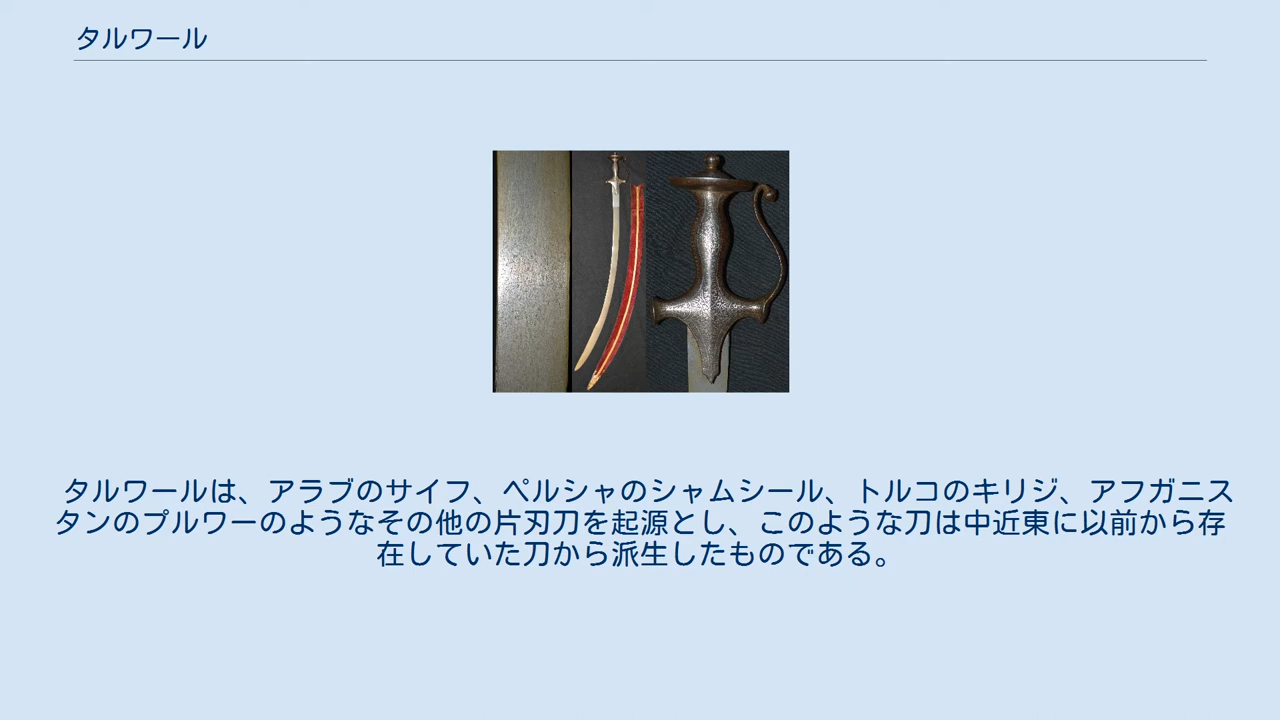 タルワール
タルワールは、アラブのサイフ、ペルシャのシャムシール、トルコのキリジ、アフガニス
タンのプルワーのようなその他の片刃刀を起源とし、このような刀は中近東に以前から存
在していた刀から派生したものである。